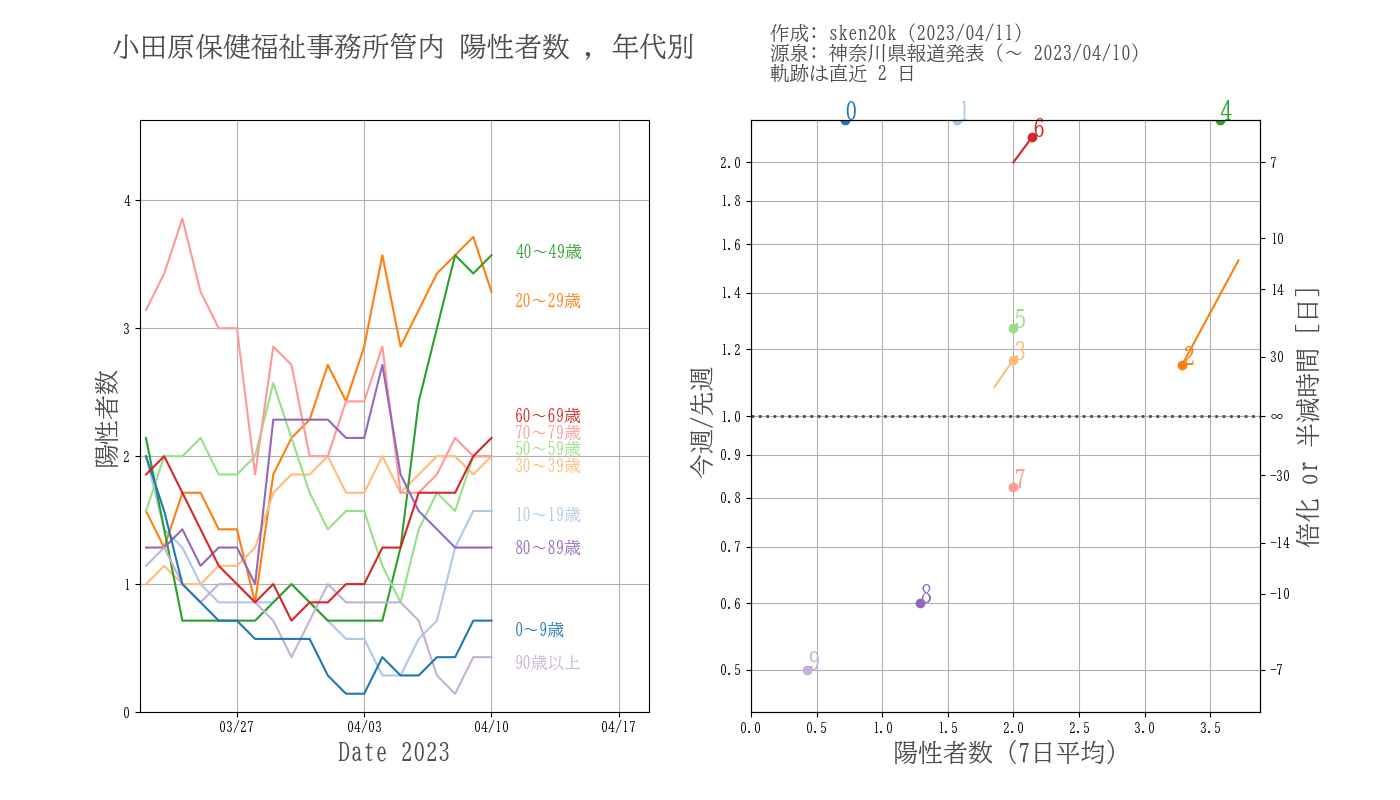 小田原保健福祉事務所管内 陽性者数 , 年代別
作成: sken20k (2023/04/11)
源泉: 神奈川県報道発表 (〜 2023/04/10)
軌跡は直近 2 日
陽性者数
4
3
2
1
0
03/27
04/03
04/10
04/17
Date 2023
40〜49歳
20〜29歳
60〜69歳
70〜79歳
50〜59歳
30〜39歳
10〜19歳
80〜89歳
0〜9歳
90歳以上
今週/先週
2.0
1.8
1.6
1.4
1.2
1.0
0.9
0.8
0.7
0.6
0.5
0
1
4
6
5
3
2
7
8
9
0.0
0.5
1.0
1.5
2.0
2.5
3.0
3.5
陽性者数 (7日平均)
7
10
14
30
∞
−30
−14
−10
−7
倍化 or 半減時間 [日]